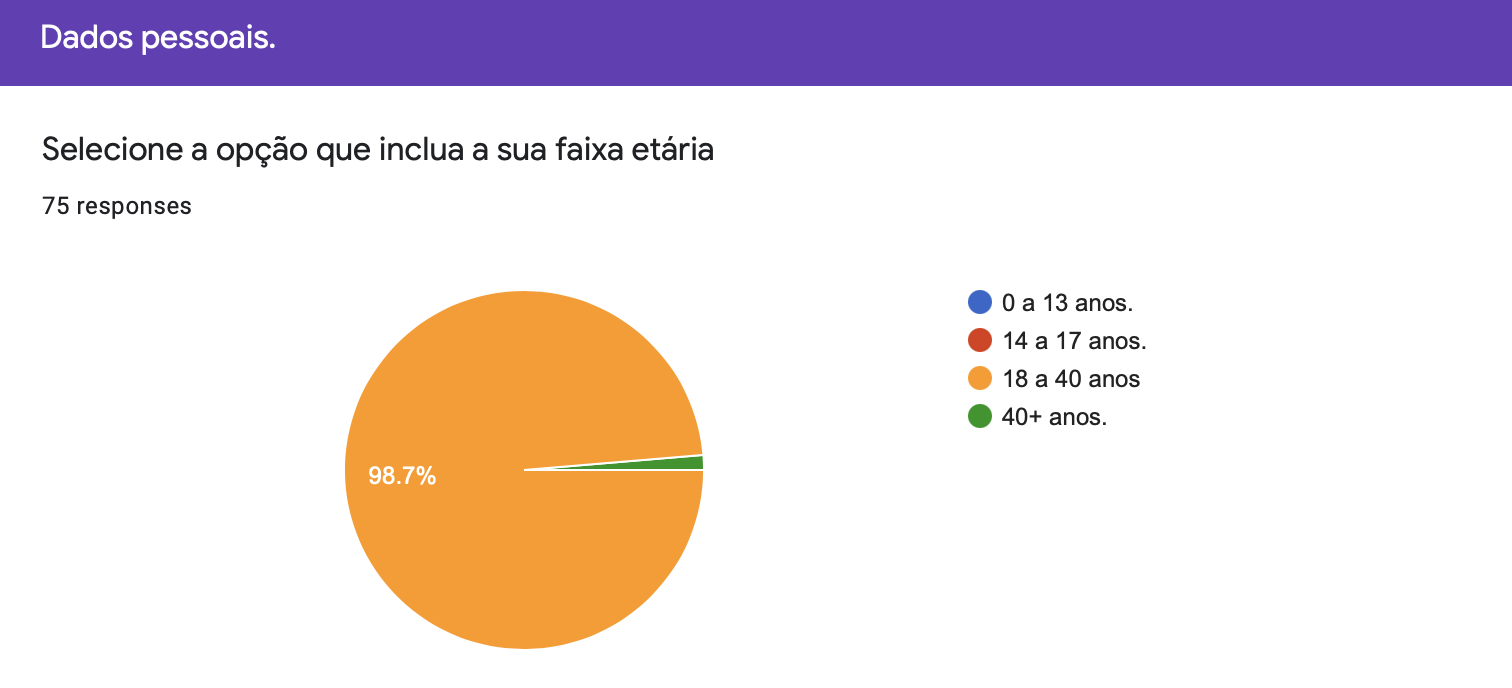 Dados pessoais.
Selecione a opção que inclua a sua faixa etária
75 responses
0 a 13 anos.
14 a 17 anos.
18 a 40 anos
40+ anos.
98.7%